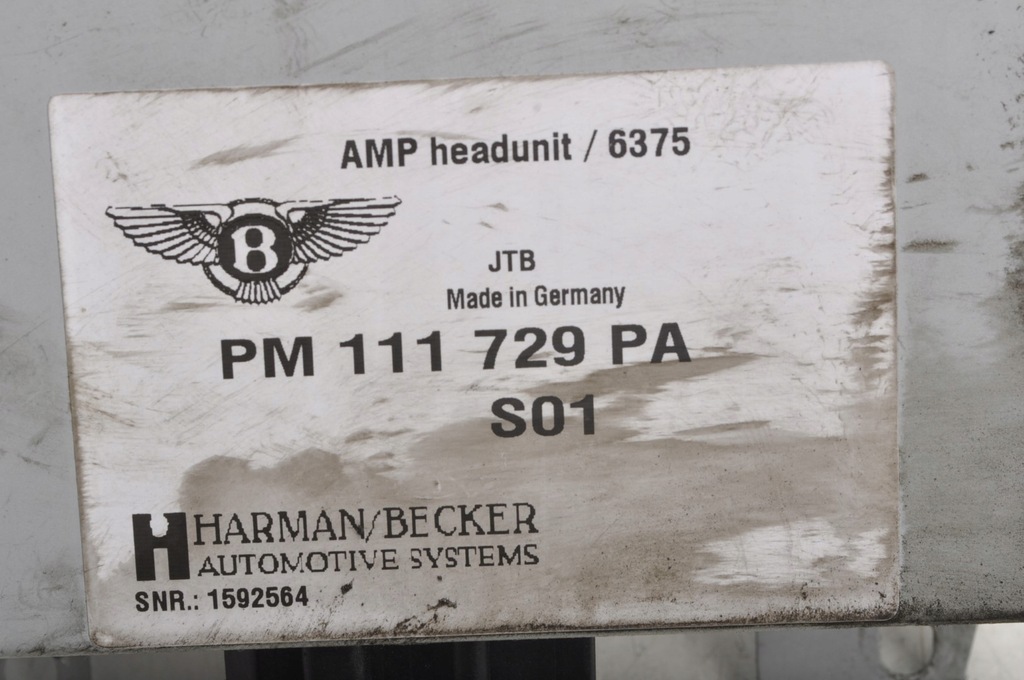 AMP headunit / 6375
B
JTB
Made in Germany
PM 111 729 PA
S01
H HARMAN/BECKER
AUTOMOTIVE SYSTEMS
SNR.: 1592564